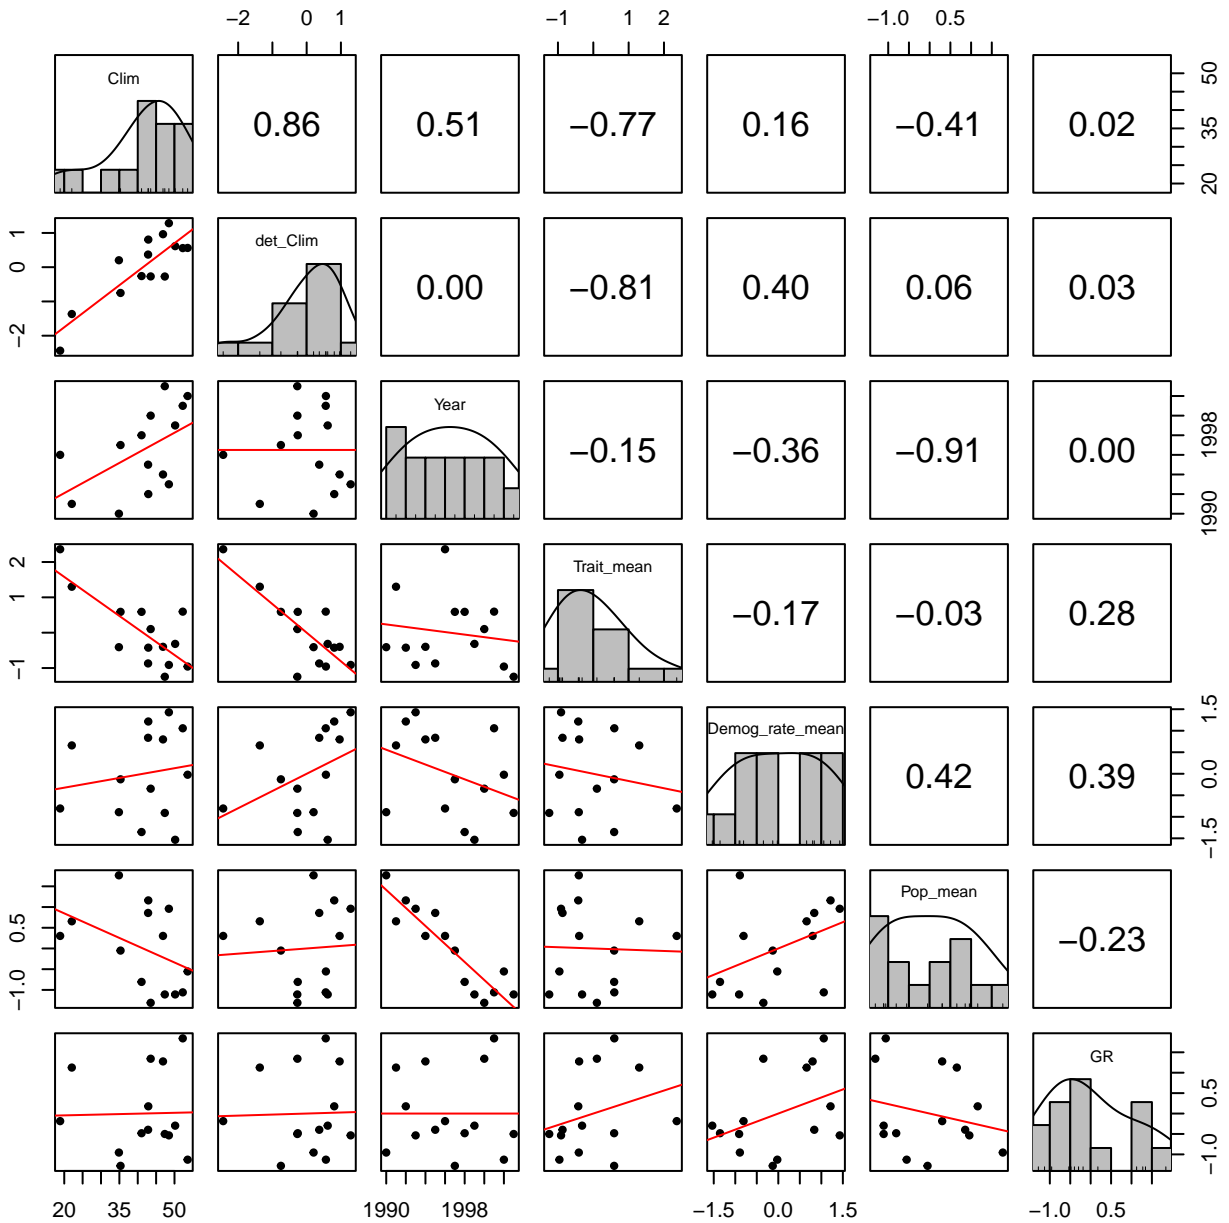 −2 0 1 −1 1 2 −1.0 0.5
Clim 0.86 0.51 −0.77 0.16 −0.41 0.02 20 35 50
−2 0 1 det_Clim 0.00 −0.81 0.40 0.06 0.03
Year −0.15 −0.36 −0.91 0.00 1990 1998
−1 1 2 Trait_mean −0.17 −0.03 0.28
Demog_rate_mean 0.42 0.39 −1.5 0.0 1.5
−1.0 0.5 Pop_mean −0.23
GR −1.0 0.5
20 35 50 1990 1998 −1.5 0.0 1.5 −1.0 0.5